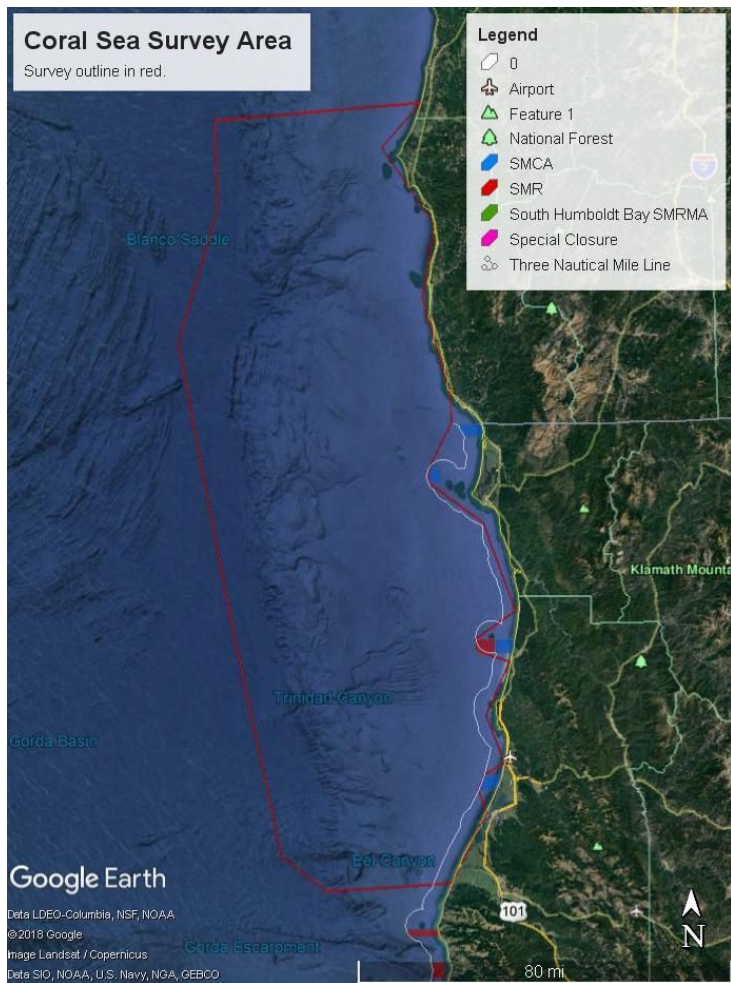 Coral Sea Survey Area
Survey outline in red.
Legend
0
Airport
Feature 1
National Forest
SMCA
SMR
South Humboldt Bay SMRMA
Special Closure
Three Nautical Mile Line
5
Blanco Saddle
Klamath Mounta
Trinidad Canyon
Gorda Basin
Eel Canyon
Google Earth
Data LDEO-Columbia, NSF, NOAA
©2018 Google
Image Landsat / Copernicus
Data SIO, NOAA, U.S. Navy, NGA, GEBCO
Gorda Escarpment
101
N
80 mi